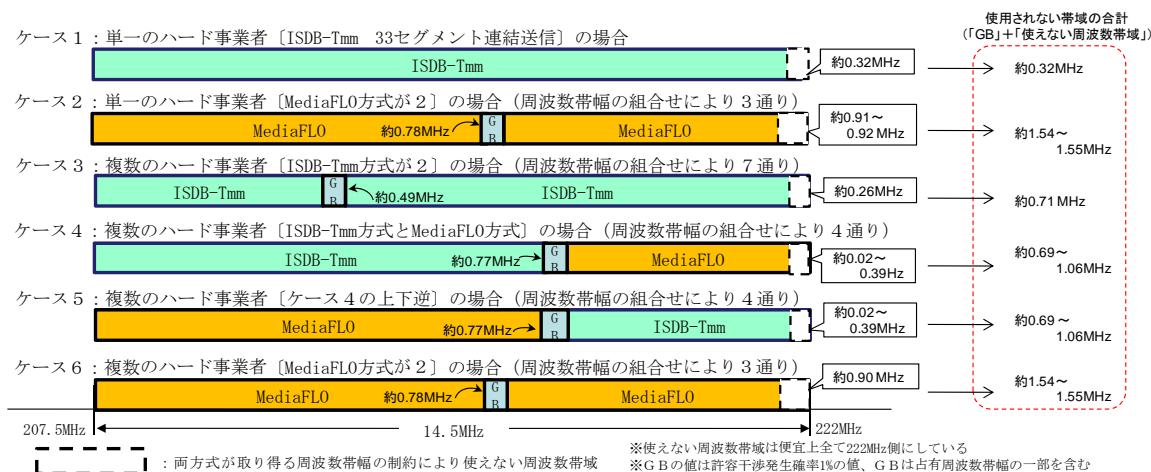 使用されない帯域の合計
(「GB」+「使えない周波数帯域」)
ケース1:単一のハード事業者〔ISDB-Tmm 33セグメント連結送信〕の場合
ISDB-Tmm
約0.32MHz
約0.32MHz
ケース2:単一のハード事業者〔MediaFLO方式が2〕の場合(周波数帯幅の組合せにより3通り)
MediaFLO
約0.78MHz
GB
MediaFLO
約0.91~
0.92MHz
約1.54~
1.55MHz
ケース3:複数のハード事業者〔ISDB-Tmm方式が2〕の場合(周波数帯幅の組合せにより7通り)
ISDB-Tmm
GB
約0.49MHz
ISDB-Tmm
約0.26MHz
約0.71MHz
ケース4:複数のハード事業者〔ISDB-Tmm方式とMediaFLO方式〕の場合(周波数帯幅の組合せにより4通り)
ISDB-Tmm
約0.77MHz
GB
MediaFLO
約0.02~
0.39Hz
約0.69~
1.06MHz
ケース5:複数のハード事業者〔ケース4の上下逆〕の場合(周波数帯幅の組合せにより4通り)
MediaFLO
約0.77MHz
GB
ISDB-Tmm
約0.02~
0.39MHz
約0.69~
1.06MHz
ケース6:複数のハード事業者〔MediaFLO方式が2〕の場合(周波数帯幅の組合せにより3通り)
MediaFLO
約0.78MHz
GB
MediaFLO
約0.90MHz
約1.54~
1.55MHz
207.5MHz
14.5MHz
222MHz
:両方式が取り得る周波数帯幅の制約により使えない周波数帯域
※使えない周波数帯域は便宜上全て222MHz側にしている
※GBの値は許容干渉発生確率1%の値、GBは占有周波数帯幅の一部を含む